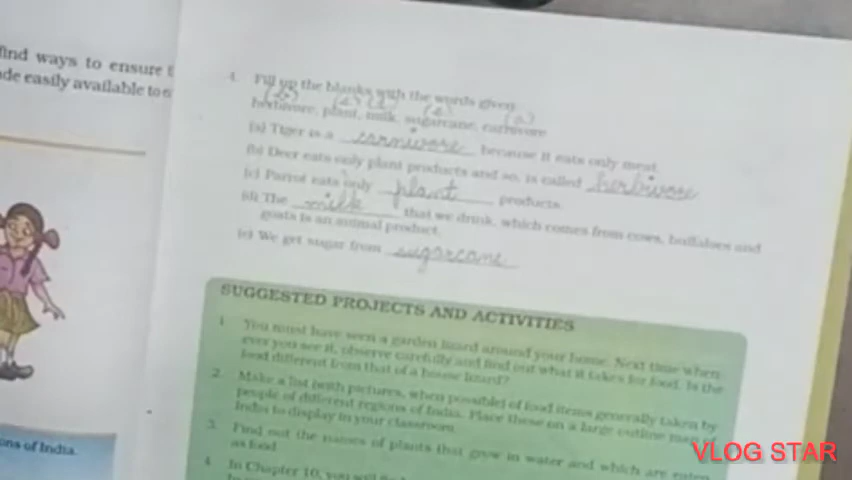 find ways to ensure
de easily available to
4. Fill up the blanks with the words given:
(b) (c) (d) (e) (a)
herbivore, plant, milk, sugarcane, carnivore
(a) Tiger is a carnivore because it eats only meat.
(b) Deer eats only plant products and so, is called herbivore
(c) Parrot eats only plant products.
(d) The milk that we drink, which comes from cows, buffaloes and
goats is an animal product.
(e) We get sugar from sugarcane
SUGGESTED PROJECTS AND ACTIVITIES
1. You must have seen a garden lizard around your home. Next time when-
ever you see it, observe carefully and find out what it takes for food. Is the
food different from that of a house lizard?
2. Make a list (with pictures, when possible) of food items generally taken by
people of different regions of India. Place these on a large outline map of
India to display in your classroom.
3. Find out the names of plants that grow in water and which are eaten
as food.
4. In Chapter 10, you will
ons of India.
VLOG STAR